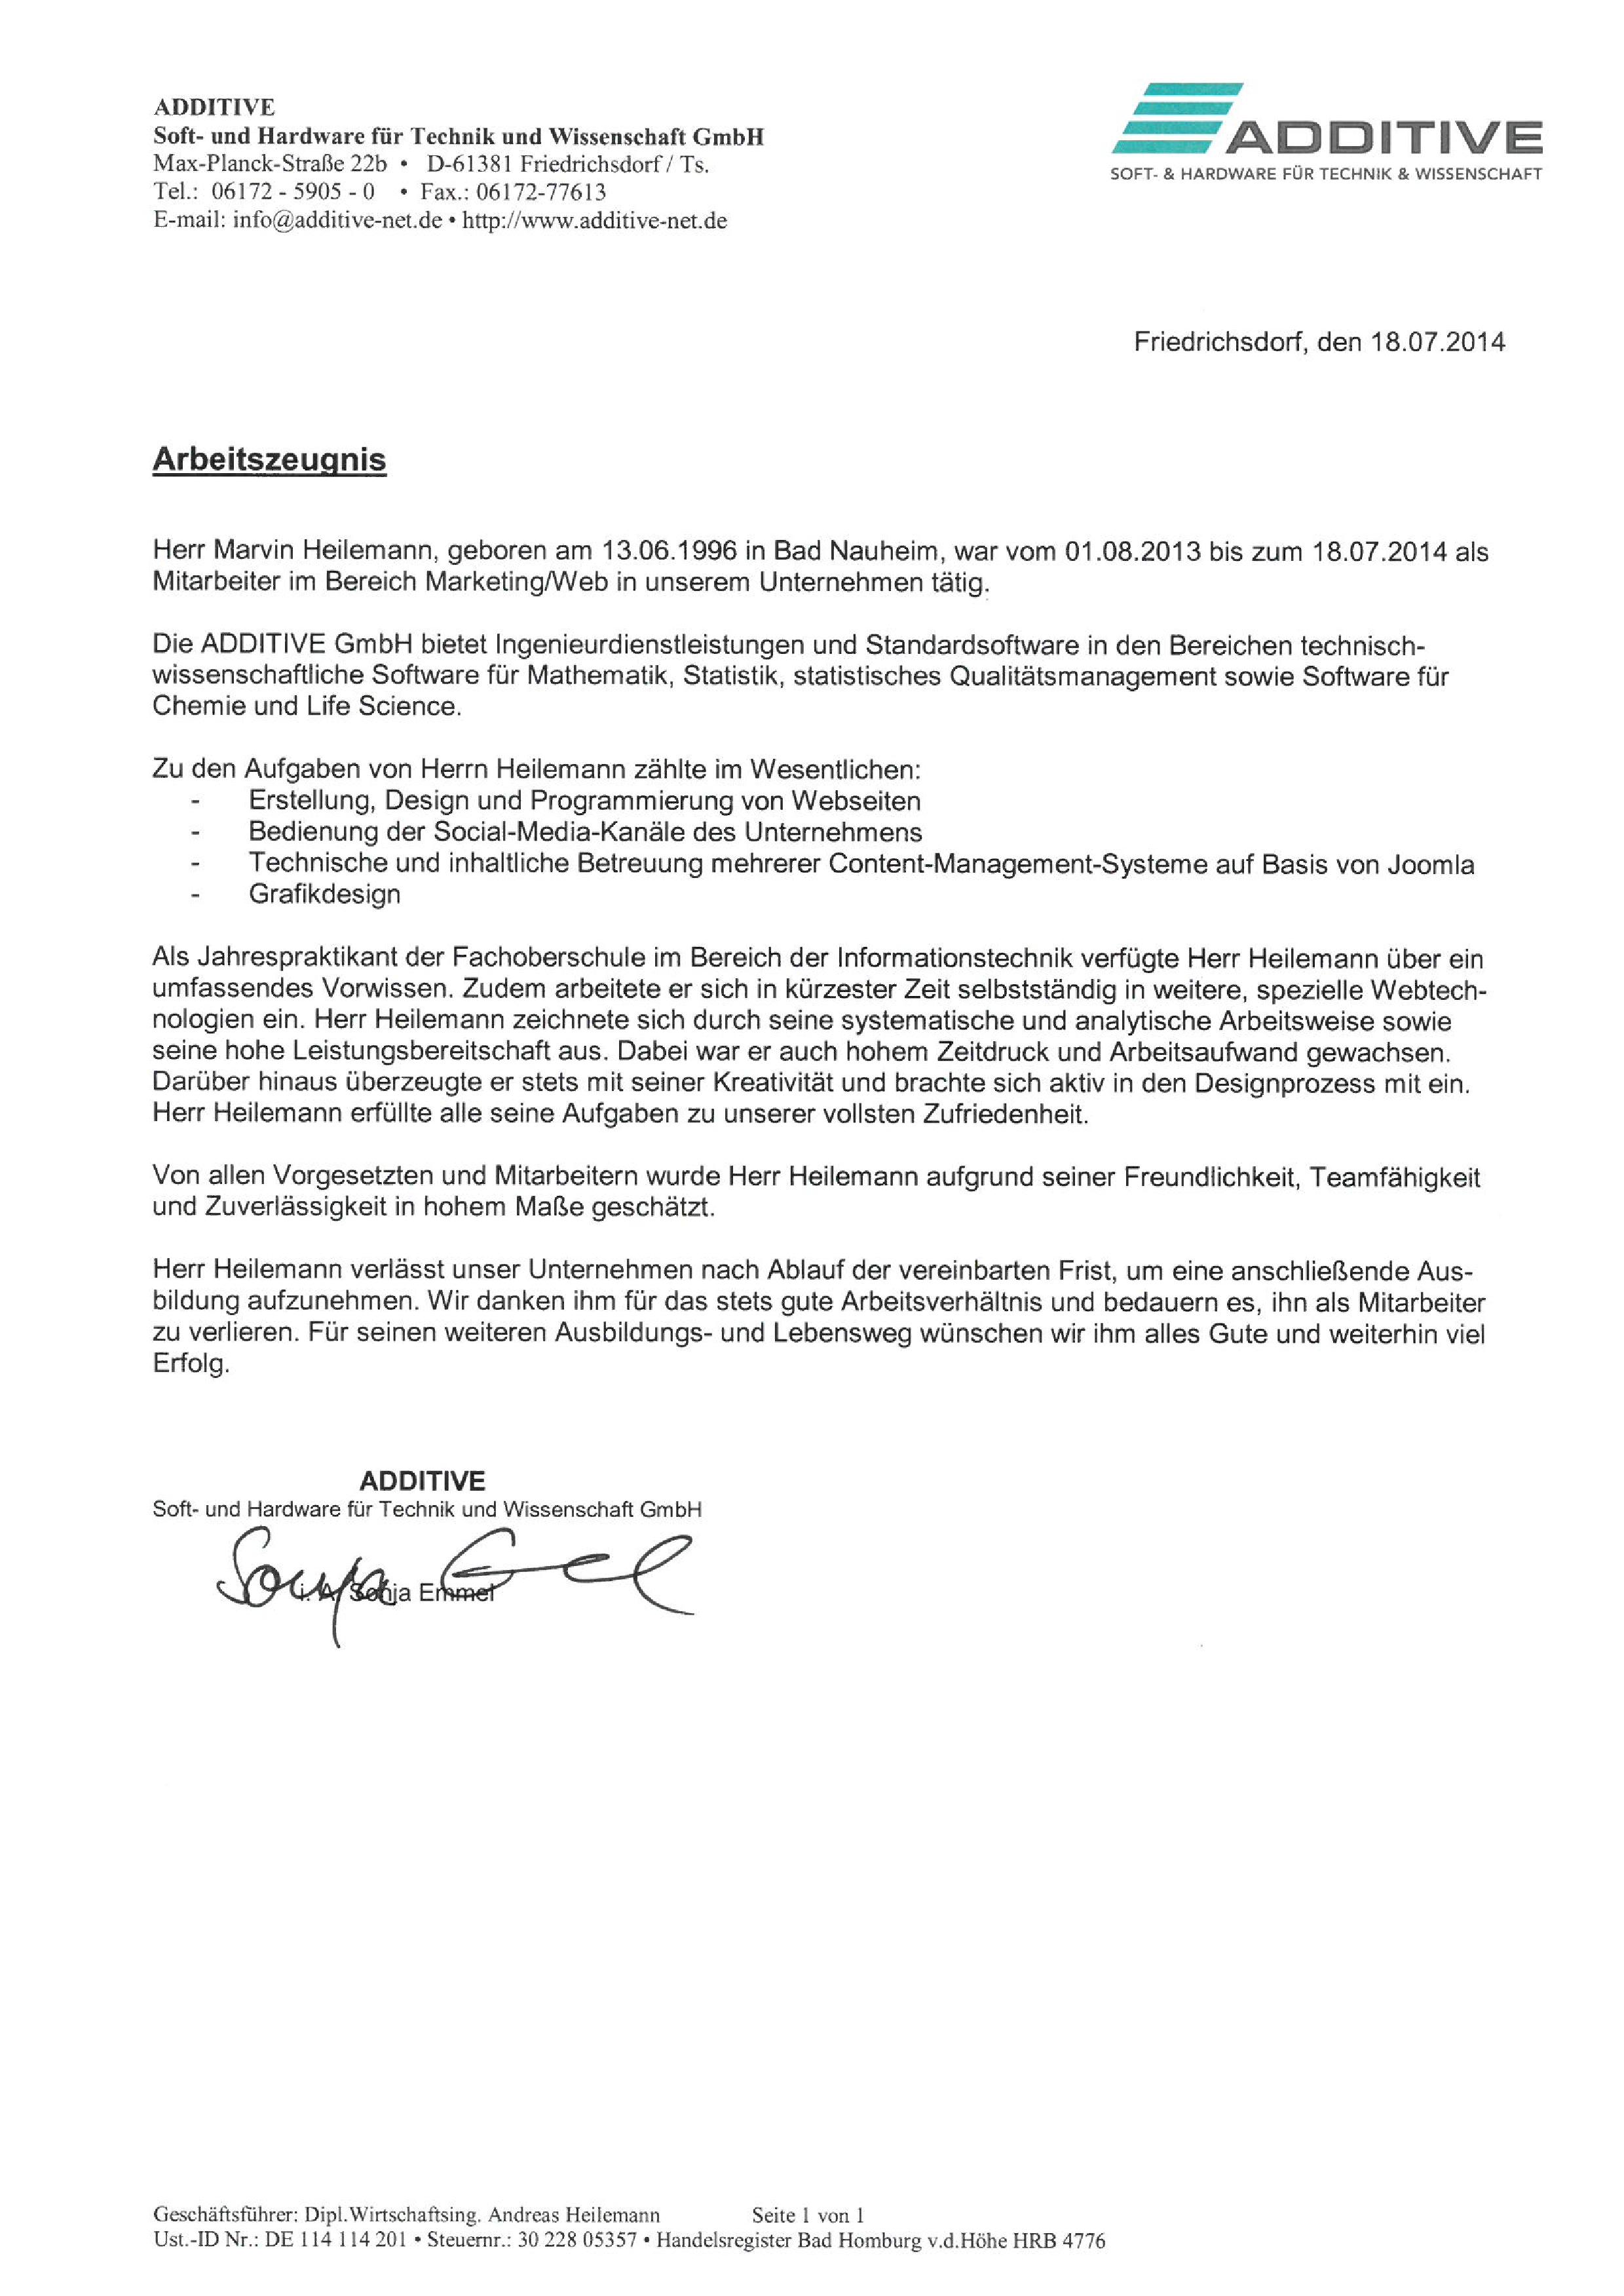 ADDITIVE
Soft- und Hardware für Technik und Wissenschaft GmbH
Max-Planck-Straße 22b • D-61381 Friedrichsdorf / Ts.
Tel.: 06172 - 5905 - 0 • Fax.: 06172-77613
E-mail: info@additive-net.de • http://www.additive-net.de
ADDITIVE
SOFT- & HARDWARE FÜR TECHNIK & WISSENSCHAFT
Friedrichsdorf, den 18.07.2014
Arbeitszeugnis
Herr Marvin Heilemann, geboren am 13.06.1996 in Bad Nauheim, war vom 01.08.2013 bis zum 18.07.2014 als
Mitarbeiter im Bereich Marketing/Web in unserem Unternehmen tätig.
Die ADDITIVE GmbH bietet Ingenieurdienstleistungen und Standardsoftware in den Bereichen technisch-
wissenschaftliche Software für Mathematik, Statistik, statistisches Qualitätsmanagement sowie Software für
Chemie und Life Science.
Zu den Aufgaben von Herrn Heilemann zählte im Wesentlichen:
- Erstellung, Design und Programmierung von Webseiten
- Bedienung der Social-Media-Kanäle des Unternehmens
- Technische und inhaltliche Betreuung mehrerer Content-Management-Systeme auf Basis von Joomla
- Grafikdesign
Als Jahrespraktikant der Fachoberschule im Bereich der Informationstechnik verfügte Herr Heilemann über ein
umfassendes Vorwissen. Zudem arbeitete er sich in kürzester Zeit selbstständig in weitere, spezielle Webtech-
nologien ein. Herr Heilemann zeichnete sich durch seine systematische und analytische Arbeitsweise sowie
seine hohe Leistungsbereitschaft aus. Dabei war er auch hohem Zeitdruck und Arbeitsaufwand gewachsen.
Darüber hinaus überzeugte er stets mit seiner Kreativität und brachte sich aktiv in den Designprozess mit ein.
Herr Heilemann erfüllte alle seine Aufgaben zu unserer vollsten Zufriedenheit.
Von allen Vorgesetzten und Mitarbeitern wurde Herr Heilemann aufgrund seiner Freundlichkeit, Teamfähigkeit
und Zuverlässigkeit in hohem Maße geschätzt.
Herr Heilemann verlässt unser Unternehmen nach Ablauf der vereinbarten Frist, um eine anschließende Aus-
bildung aufzunehmen. Wir danken ihm für das stets gute Arbeitsverhältnis und bedauern es, ihn als Mitarbeiter
zu verlieren. Für seinen weiteren Ausbildungs- und Lebensweg wünschen wir ihm alles Gute und weiterhin viel
Erfolg.
ADDITIVE
Soft- und Hardware für Technik und Wissenschaft GmbH
i. A. Sonja Emmel
Geschäftsführer: Dipl.Wirtschaftsing. Andreas Heilemann Seite 1 von 1
Ust.-ID Nr.: DE 114 114 201 • Steuernr.: 30 228 05357 • Handelsregister Bad Homburg v.d.Höhe HRB 4776